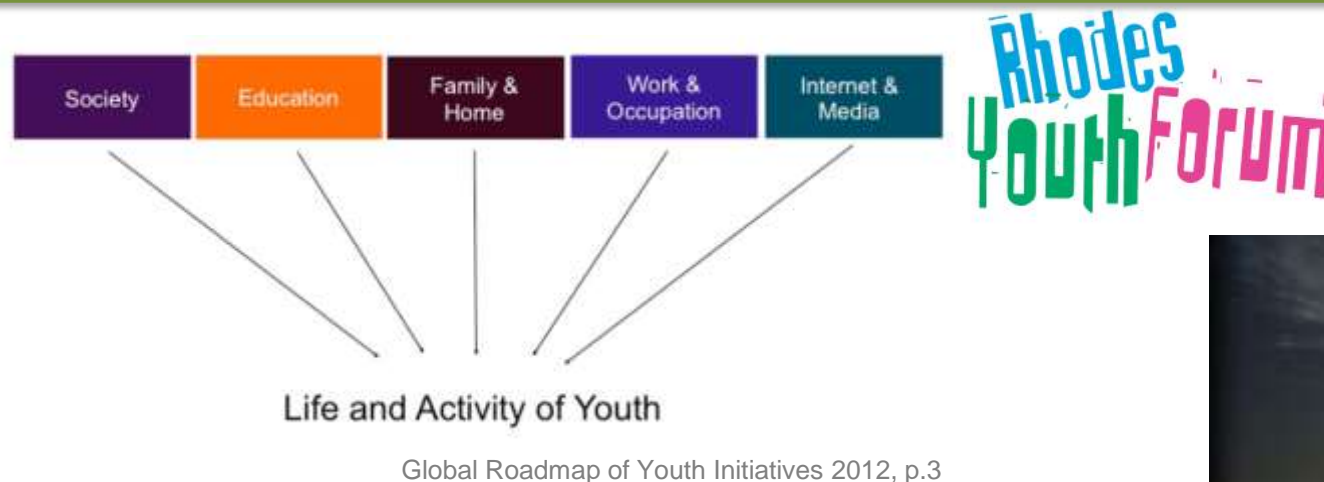 Society
Education
Family &
Home
Work &
Occupation
Internet &
Media
Rhodes
Youth Forum
Life and Activity of Youth
Global Roadmap of Youth Initiatives 2012, p.3